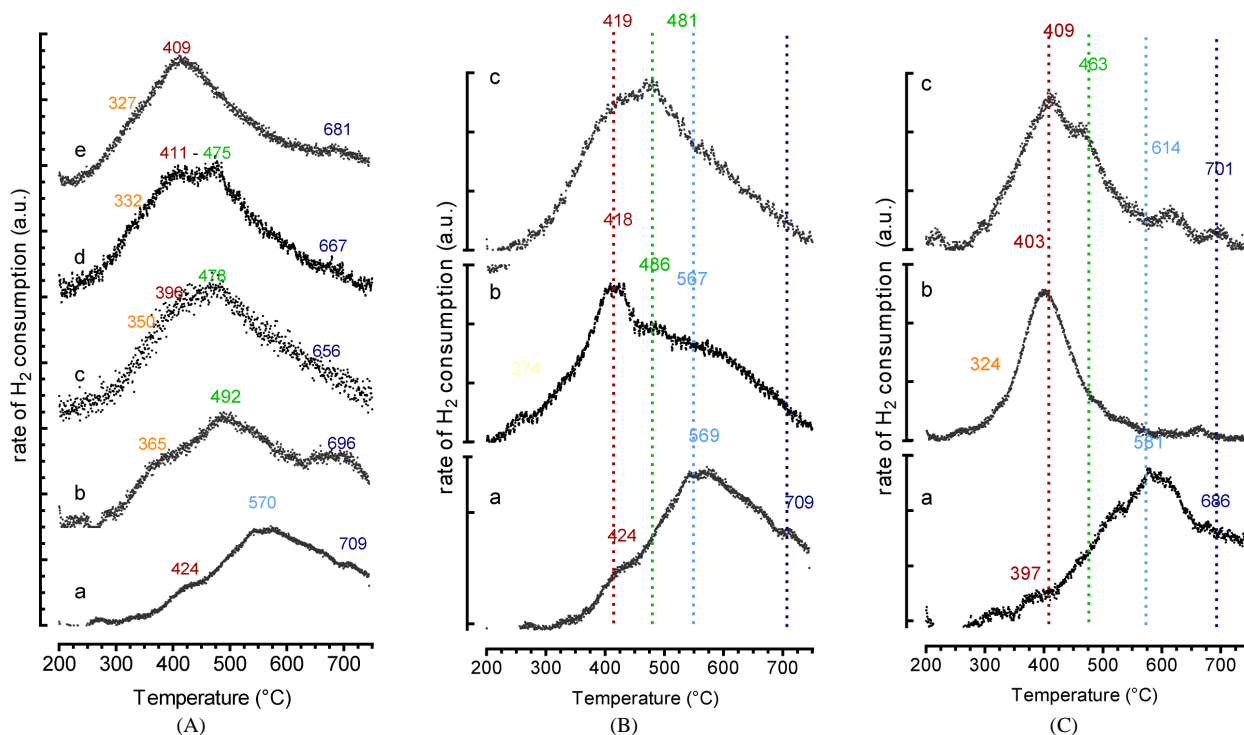 rate of H2 consumption (a.u.)
409
327
681
e
411 - 475
332
667
d
478
396
350
656
c
492
365
696
b
570
709
424
a
200 300 400 500 600 700
Temperature (°C)
(A)
rate of H2 consumption (a.u.)
419 481
c
418
486
567
b
274
569
a
709
424
200 300 400 500 600 700
Temperature (°C)
(B)
rate of H2 consumption (a.u.)
409
463
c
614
701
403
b
324
581
a
686
397
200 300 400 500 600 700
Temperature (°C)
(C)